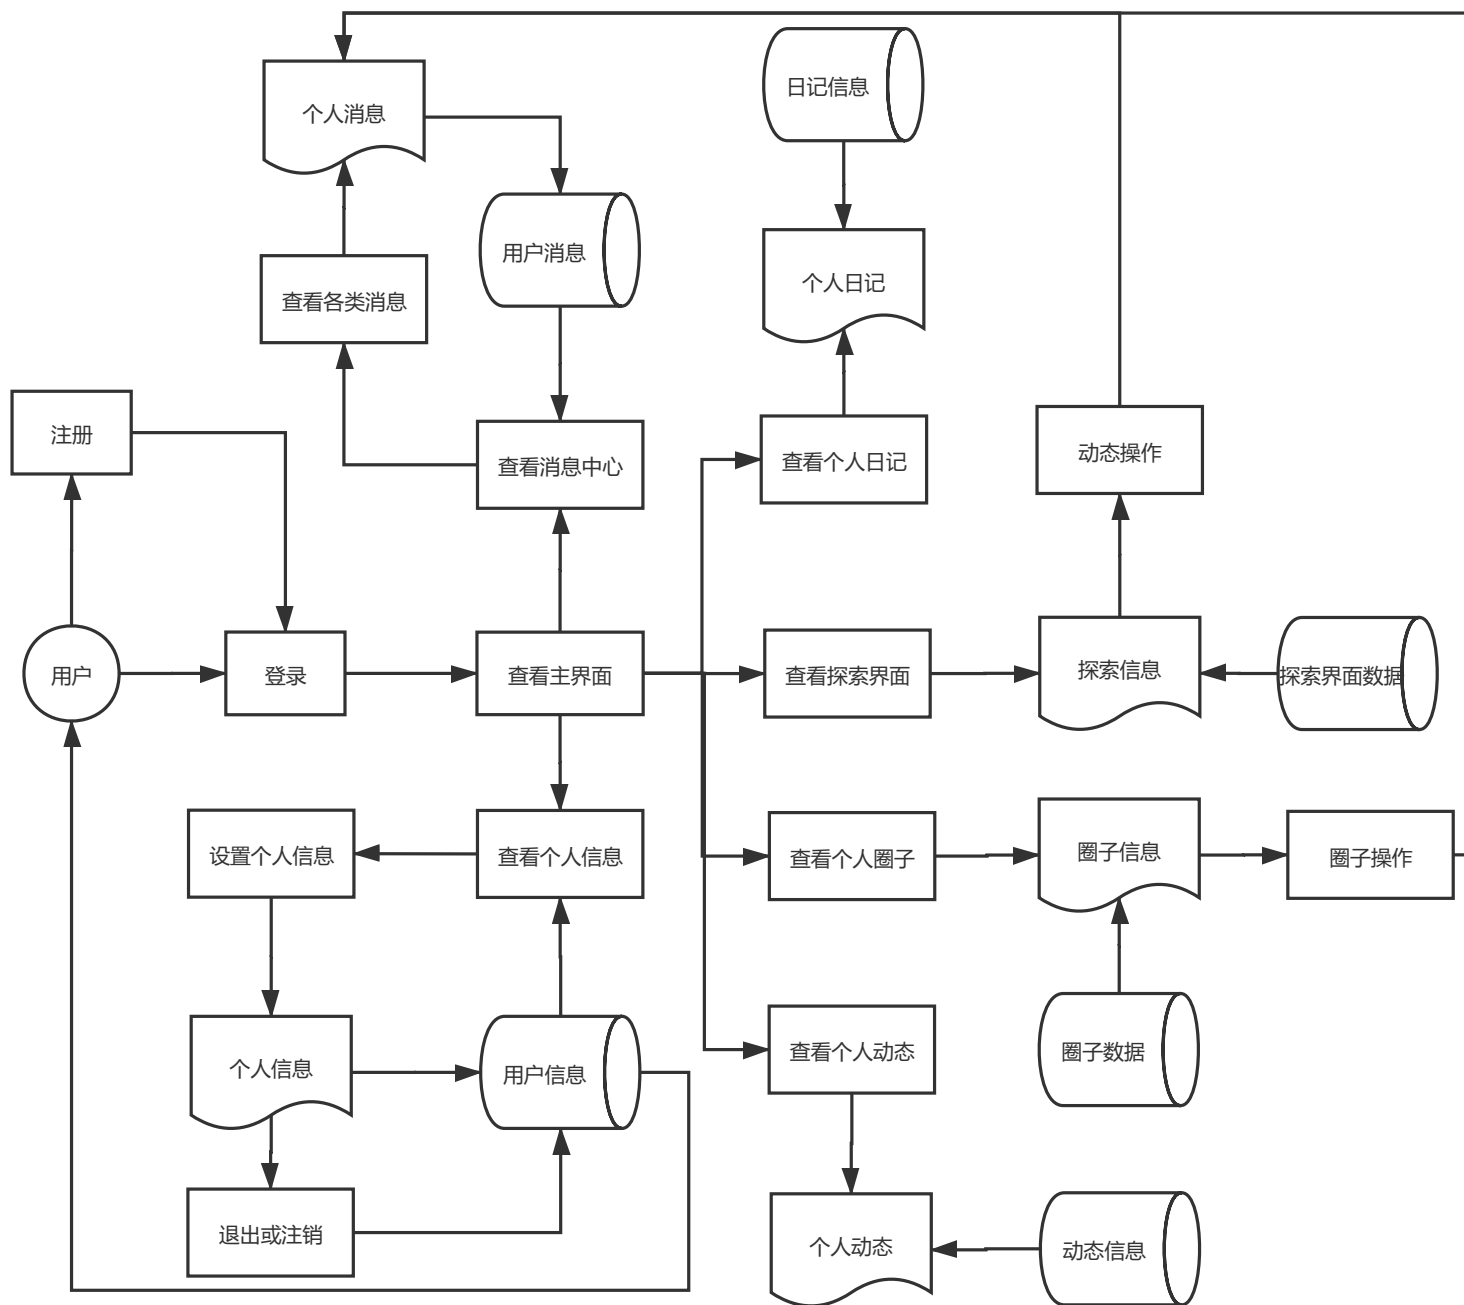 日记信息
个人消息
用户消息
个人日记
查看各类消息
注册
查看消息中心
查看个人日记
动态操作
用户
登录
查看主界面
查看探索界面
探索信息
探索界面数据
设置个人信息
查看个人信息
查看个人圈子
圈子信息
圈子操作
个人信息
用户信息
查看个人动态
圈子数据
退出或注销
个人动态
动态信息